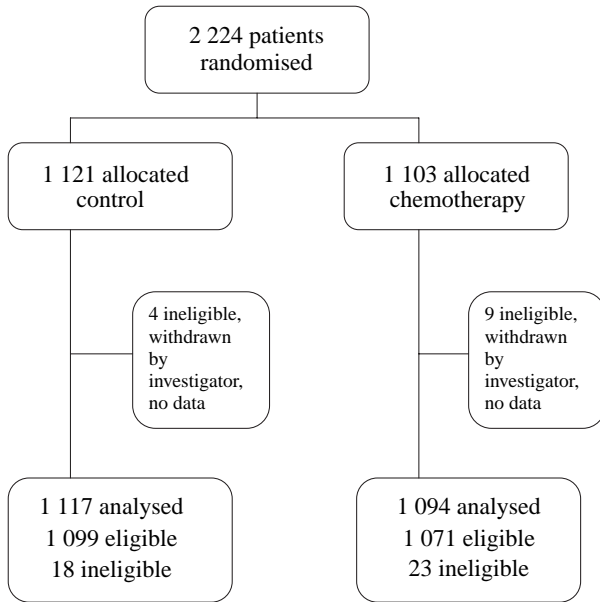 2 224 patients
randomised
1 121 allocated
control
1 103 allocated
chemotherapy
4 ineligible,
withdrawn
by
investigator,
no data
9 ineligible,
withdrawn
by
investigator,
no data
1 117 analysed
1 099 eligible
18 ineligible
1 094 analysed
1 071 eligible
23 ineligible